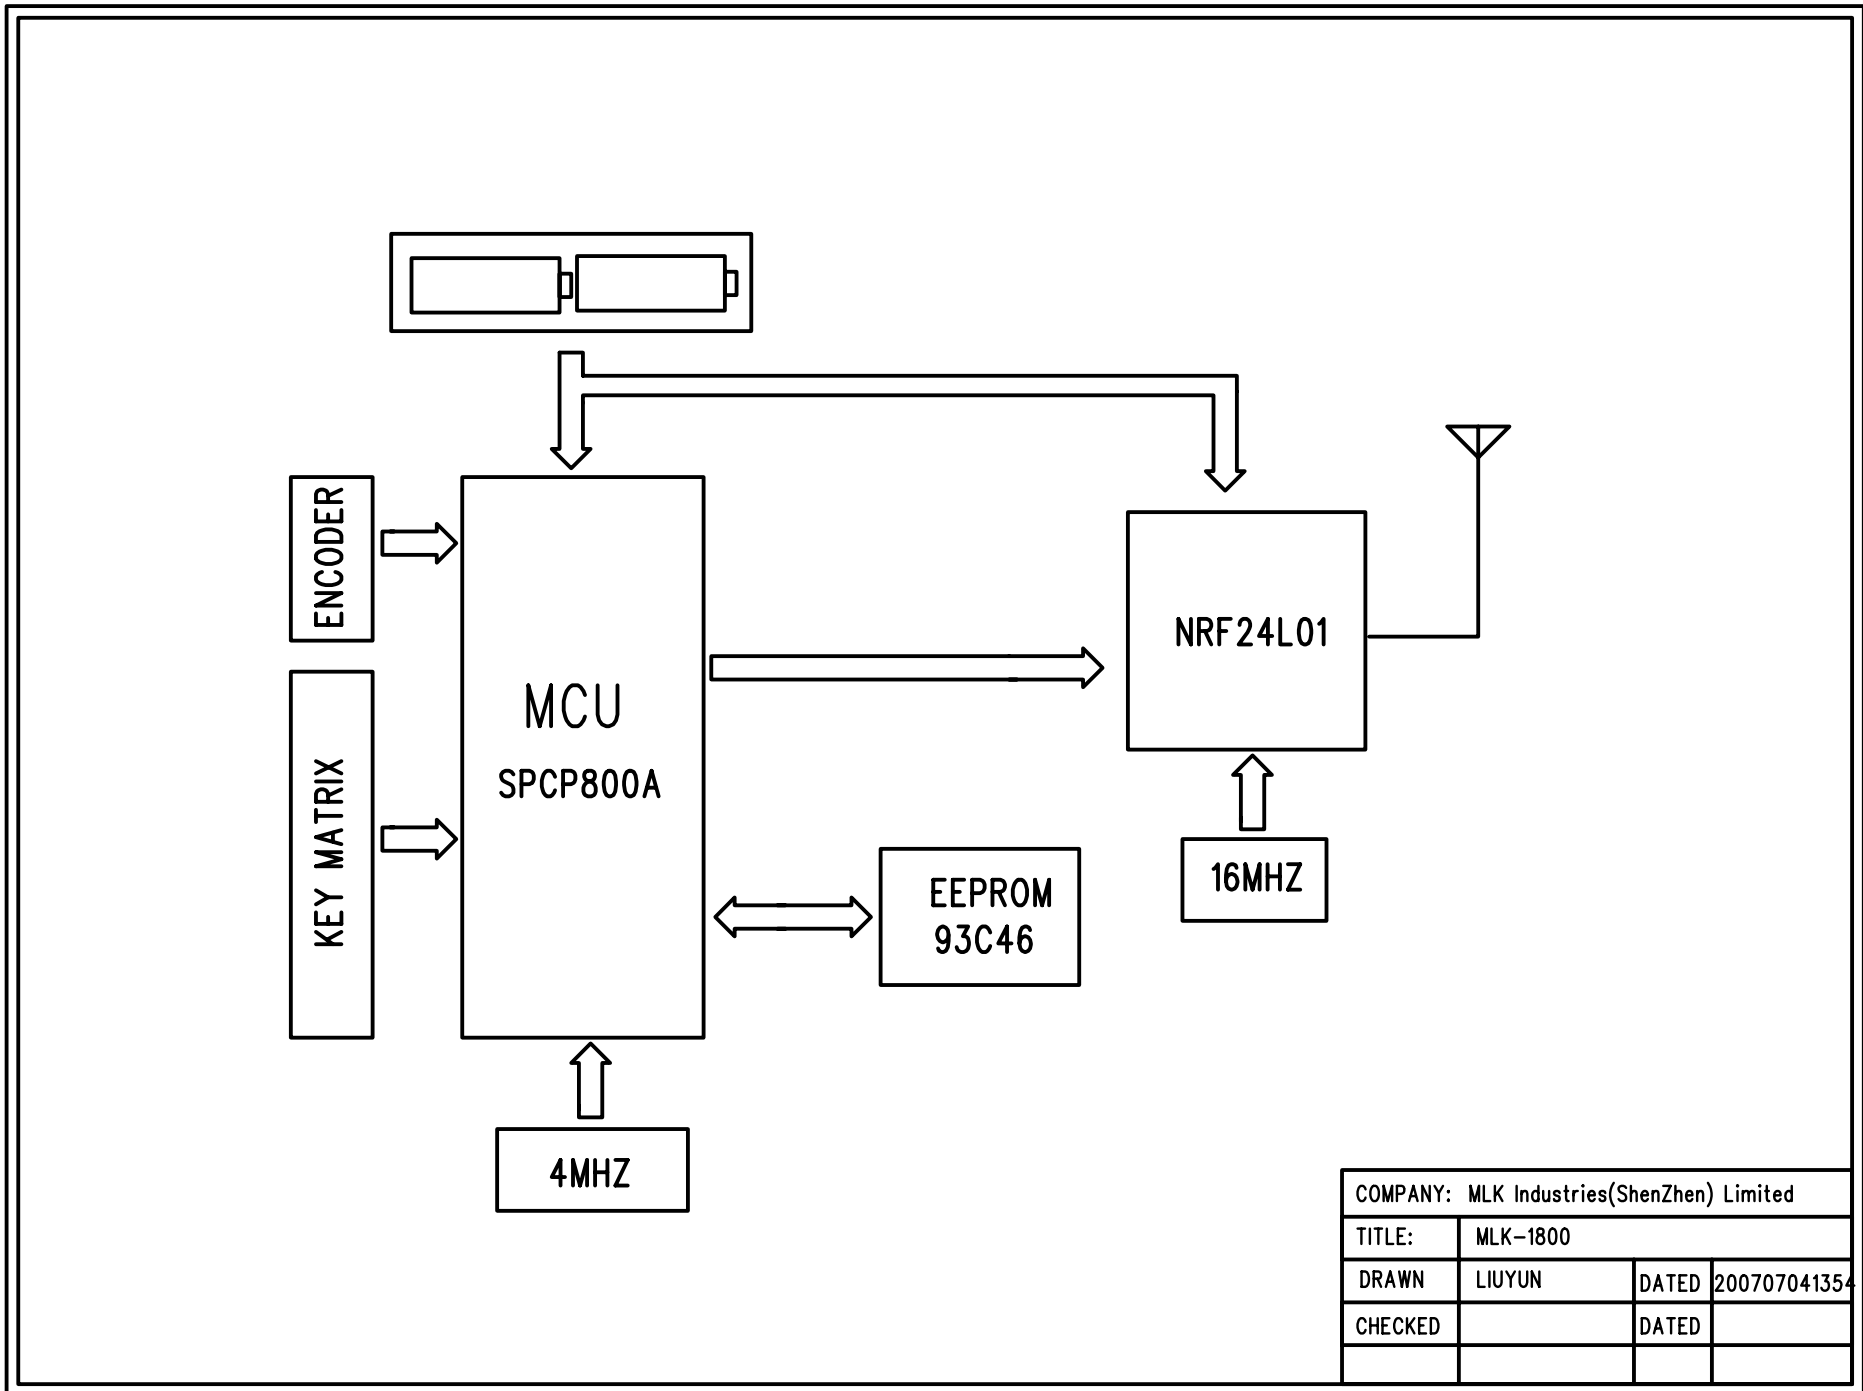 ENCODER
KEY MATRIX
MCU
SPCP800A
NRF24L01
EEPROM
93C46
16MHZ
4MHZ
COMPANY: MLK Industries(ShenZhen) Limited
TITLE: MLK-1800
DRAWN LIUYUN DATED 200707041354
CHECKED DATED